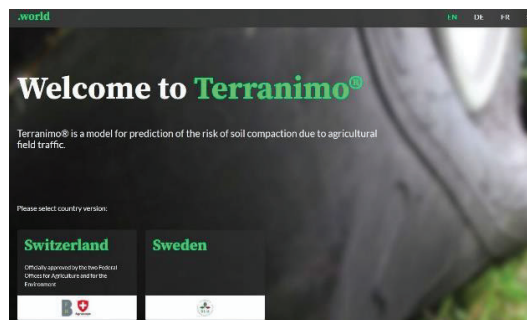 .world
EN DE FR
Welcome to Terranimo®
Terranimo® is a model for prediction of the risk of soil compaction due to agricultural
field traffic.
Please select country version:
Switzerland
Sweden
Officially approved by the two Federal
Offices for Agriculture and for the
Environment